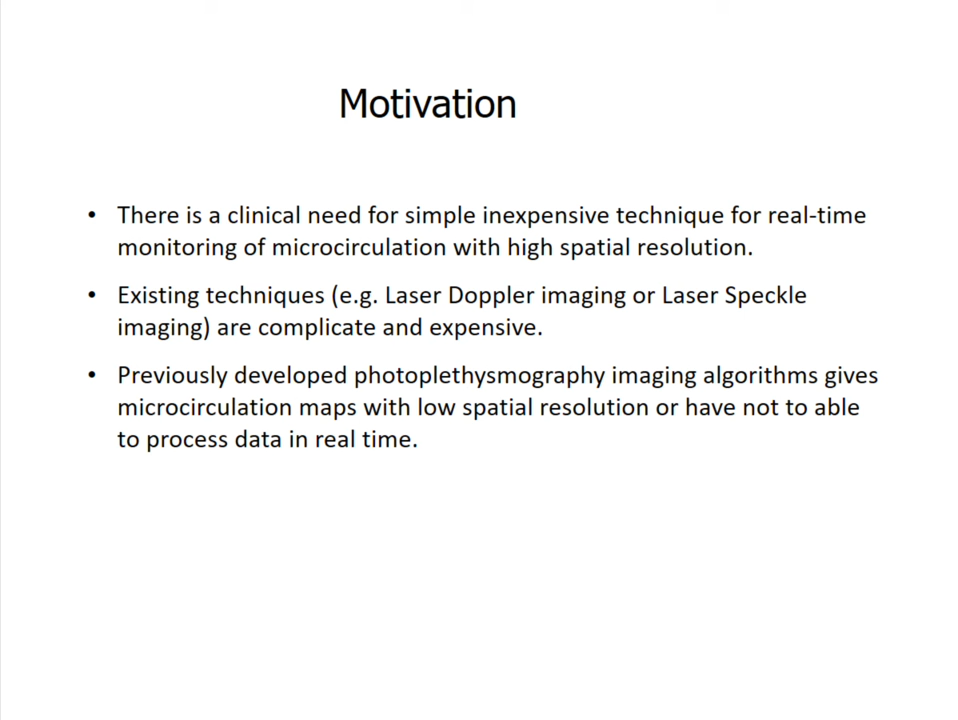 Motivation
• There is a clinical need for simple inexpensive technique for real-time
monitoring of microcirculation with high spatial resolution.
• Existing techniques (e.g. Laser Doppler imaging or Laser Speckle
imaging) are complicate and expensive.
• Previously developed photoplethysmography imaging algorithms gives
microcirculation maps with low spatial resolution or have not to able
to process data in real time.